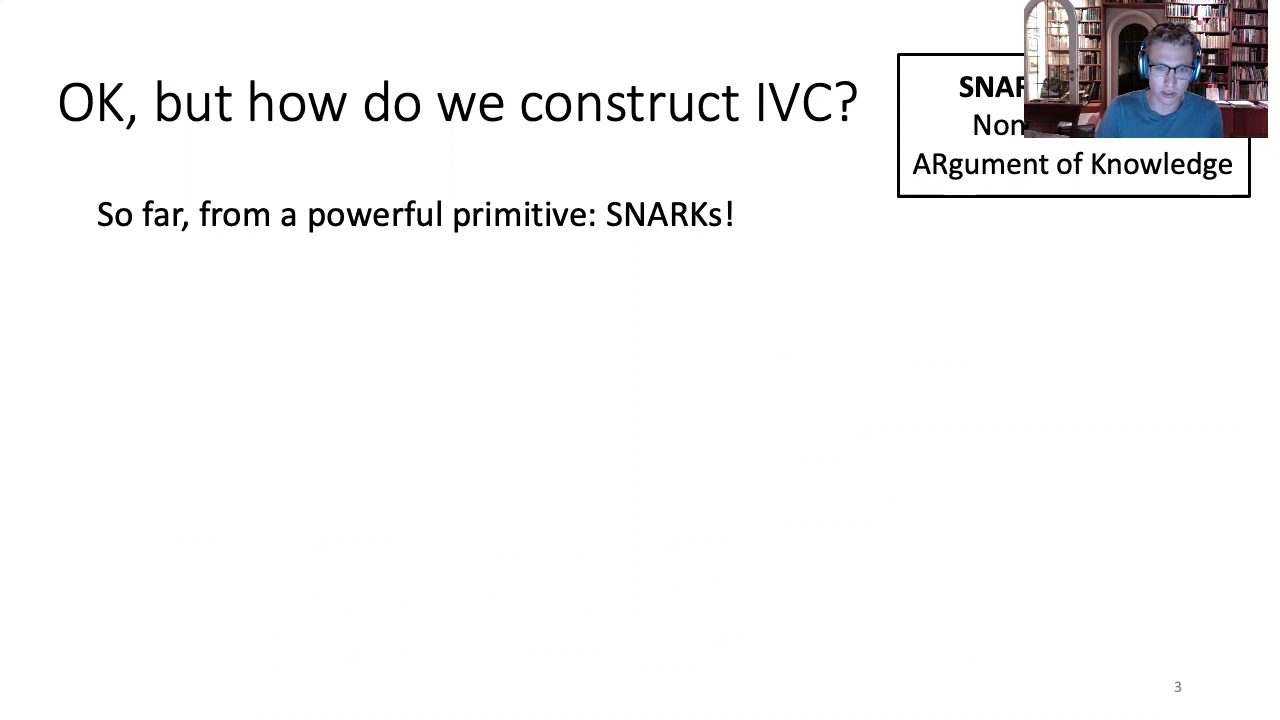 OK, but how do we construct IVC?
SNAR
Non
ARgument of Knowledge
So far, from a powerful primitive: SNARKs!
3